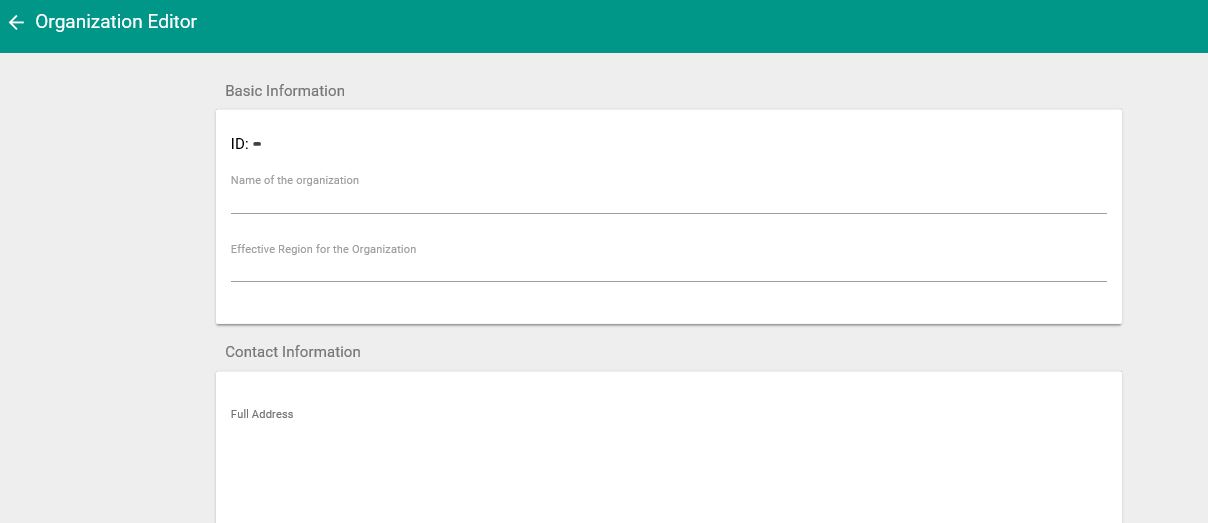 Organization Editor
Basic Information
ID: -
Name of the organization
Effective Region for the Organization
Contact Information
Full Address